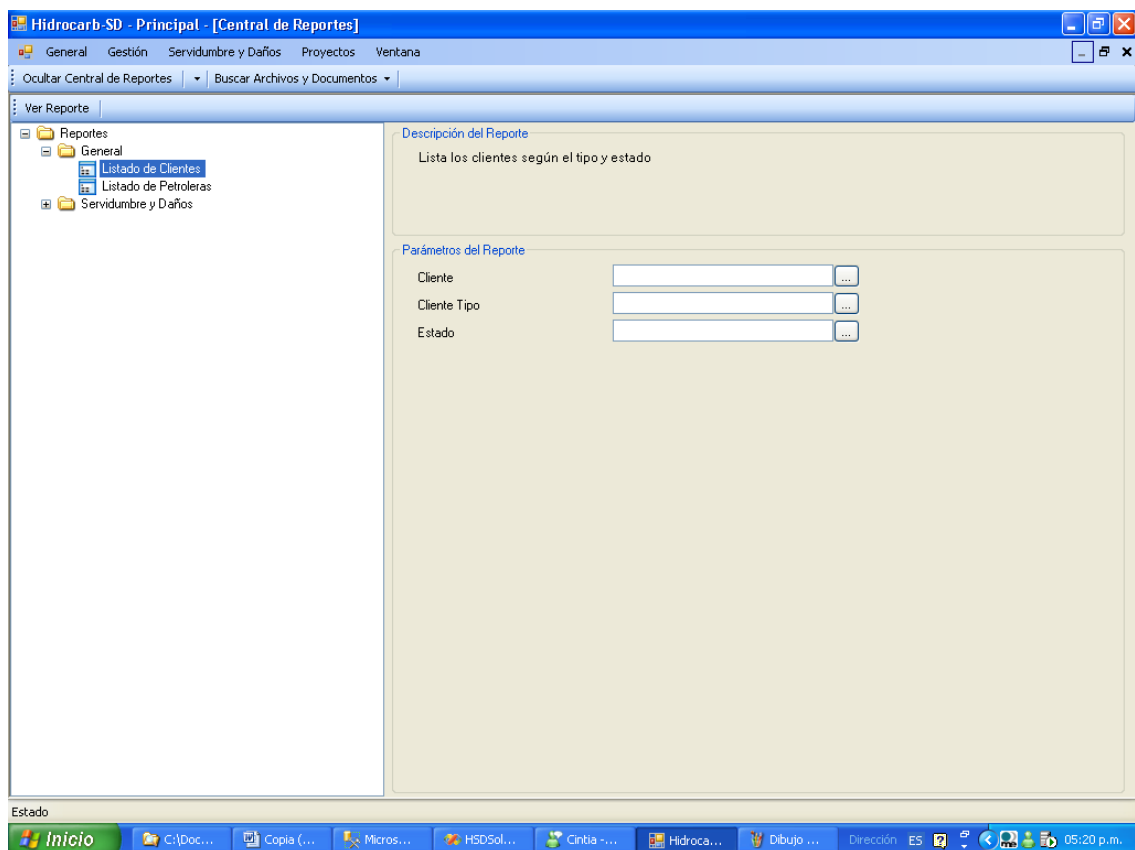 Hidrocarb-SD - Principal - [Central de Reportes]
General Gestión Servidumbre y Daños Proyectos Ventana
Ocultar Central de Reportes Buscar Archivos y Documentos
Ver Reporte
Reportes
General
Listado de Clientes
Listado de Petroleras
Servidumbre y Daños
Descripción del Reporte
Lista los clientes según el tipo y estado
Parámetros del Reporte
Cliente ...
Cliente Tipo ...
Estado ...
Estado
Inicio C:\Doc... Copia (... Micros... HSDSol... Cintia -... Hidroca... Dibujo ... Dirección ES 05:20 p.m.